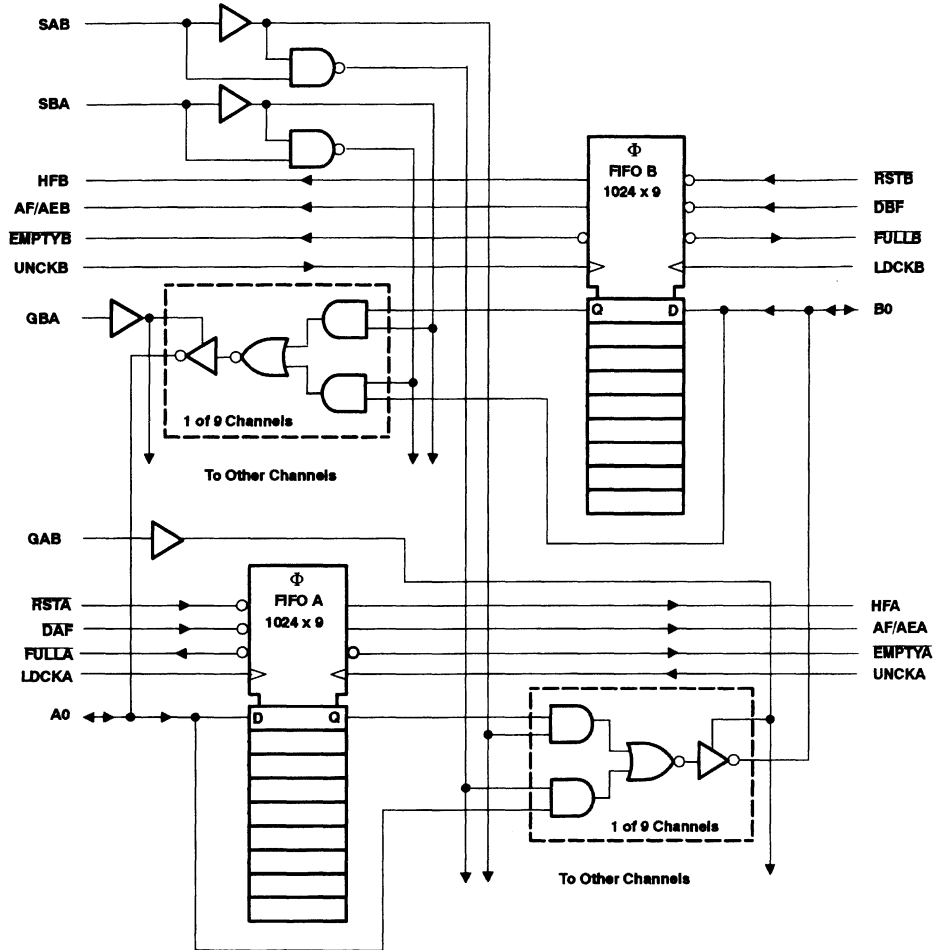 SAB
SBA
Φ
FIFO B
1024 x 9
HFB
RSTB
AF/AEB
DBF
EMPTYB
FULLB
UNCKB
LDCKB
GBA
Q D
B0
1 of 9 Channels
To Other Channels
GAB
Φ
FIFO A
1024 x 9
RSTA
HFA
DAF
AF/AEA
FULLA
EMPTYA
LDCKA
UNCKA
A0
D Q
1 of 9 Channels
To Other Channels